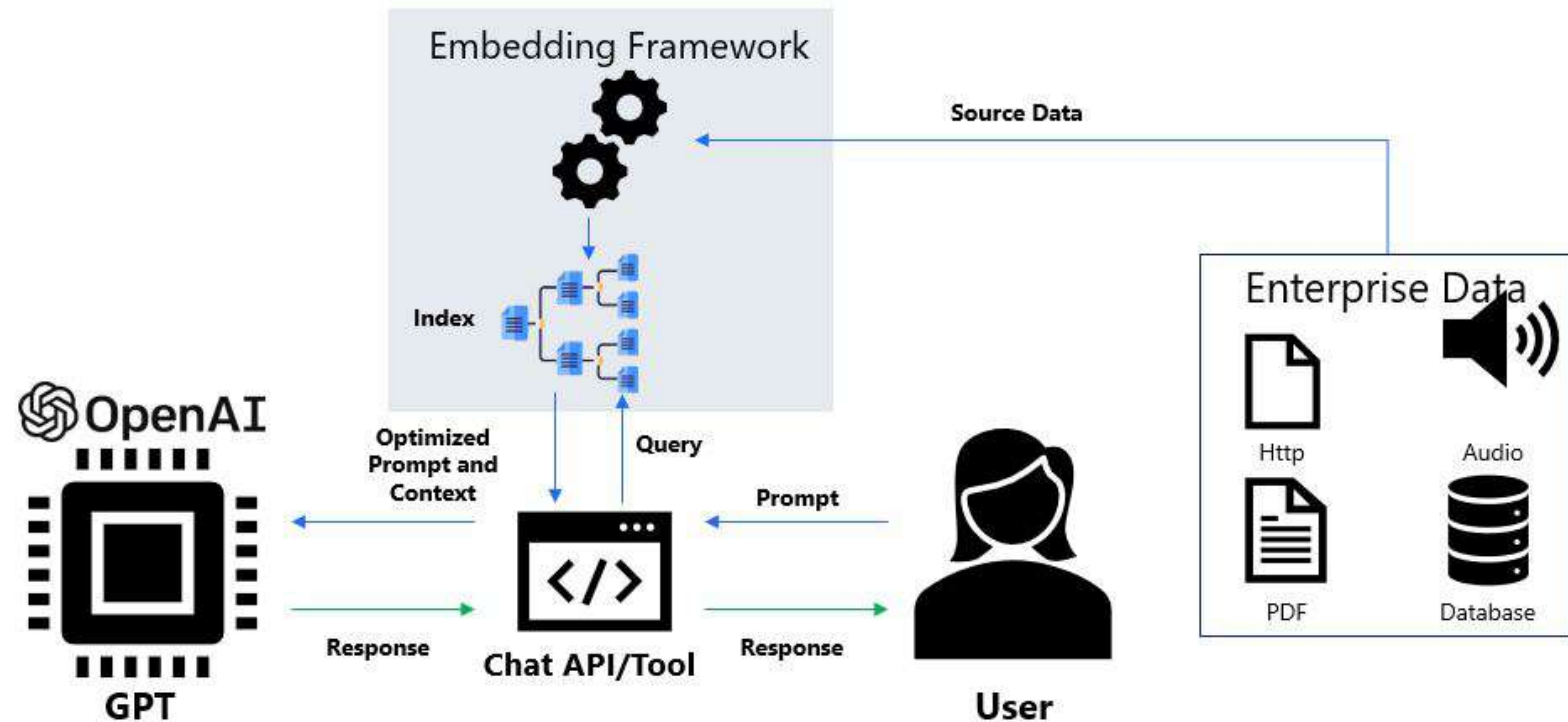 Embedding Framework
Source Data
Enterprise Data
Index
OpenAI
Optimized
Prompt and
Context
Query
Prompt
Http
Audio
</>
PDF
Database
Response
Response
Chat API/Tool
GPT
User